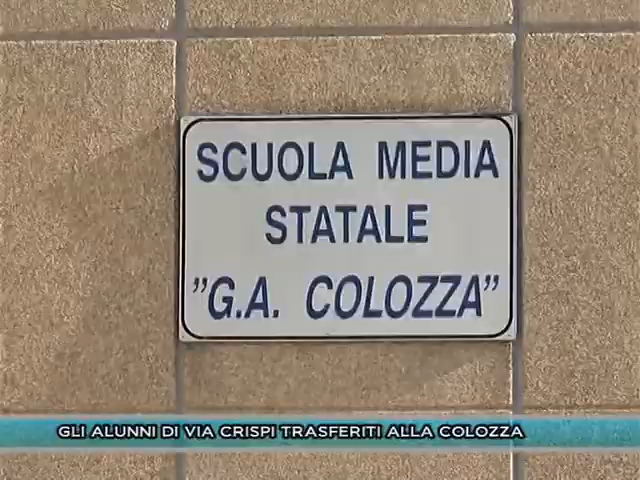 SCUOLA MEDIA
STATALE
"G.A. COLOZZA"
GLI ALUNNI DI VIA CRISPI TRASFERITI ALLA COLOZZA